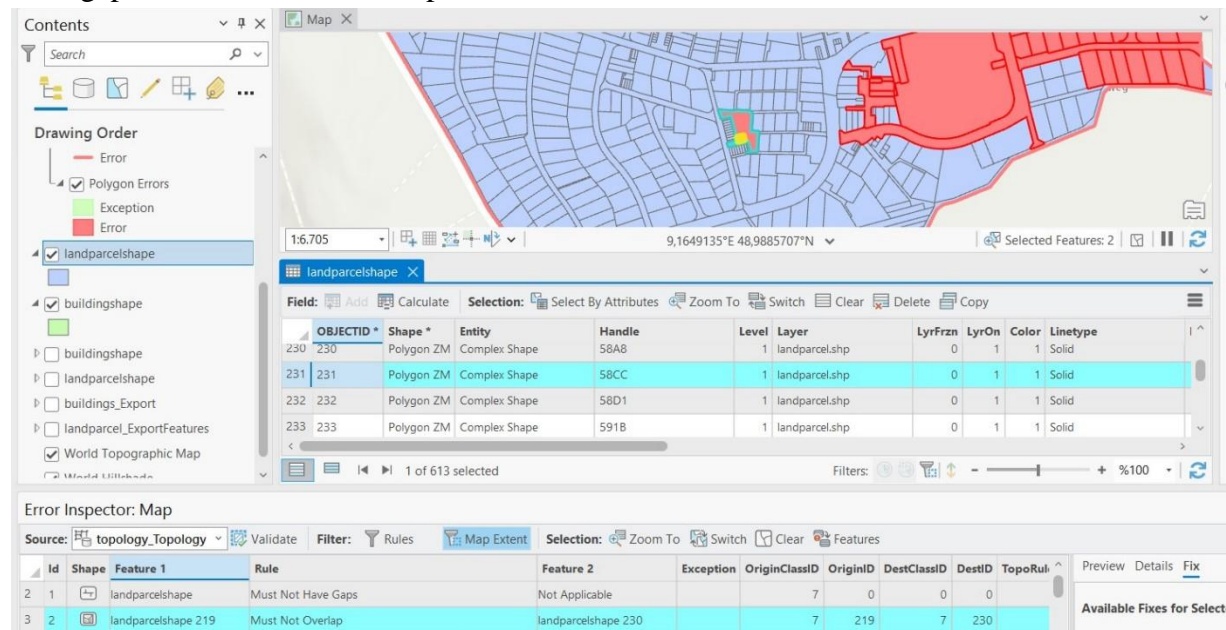 Contents
Map
Search
Drawing Order
Error
Polygon Errors
Exception
Error
landparcelshape
buildingshape
buildingshape
landparcelshape
buildings_Export
landparcel_ExportFeatures
World Topographic Map
World Hillshade
1:6.705 9,1649135°E 48,9885707°N Selected Features: 2
landparcelshape
Field: Add Calculate Selection: Select By Attributes Zoom To Switch Clear Delete Copy
OBJECTID * Shape * Entity Handle Level Layer LyrFrzn LyrOn Color Linetype
230 230 Polygon ZM Complex Shape 58A8 1 landparcel.shp 0 1 1 Solid
231 231 Polygon ZM Complex Shape 58CC 1 landparcel.shp 0 1 1 Solid
232 232 Polygon ZM Complex Shape 58D1 1 landparcel.shp 0 1 1 Solid
233 233 Polygon ZM Complex Shape 591B 1 landparcel.shp 0 1 1 Solid
1 of 613 selected Filters: - + %100
Error Inspector: Map
Source: topology_Topology Validate Filter: Rules Map Extent Selection: Zoom To Switch Clear Features
Id Shape Feature 1 Rule Feature 2 Exception OriginClassID OriginID DestClassID DestID TopoRul Preview Details Fix
2 1 landparcelshape Must Not Have Gaps Not Applicable 7 0 0 0
3 2 landparcelshape 219 Must Not Overlap landparcelshape 230 7 219 7 230
Available Fixes for Select